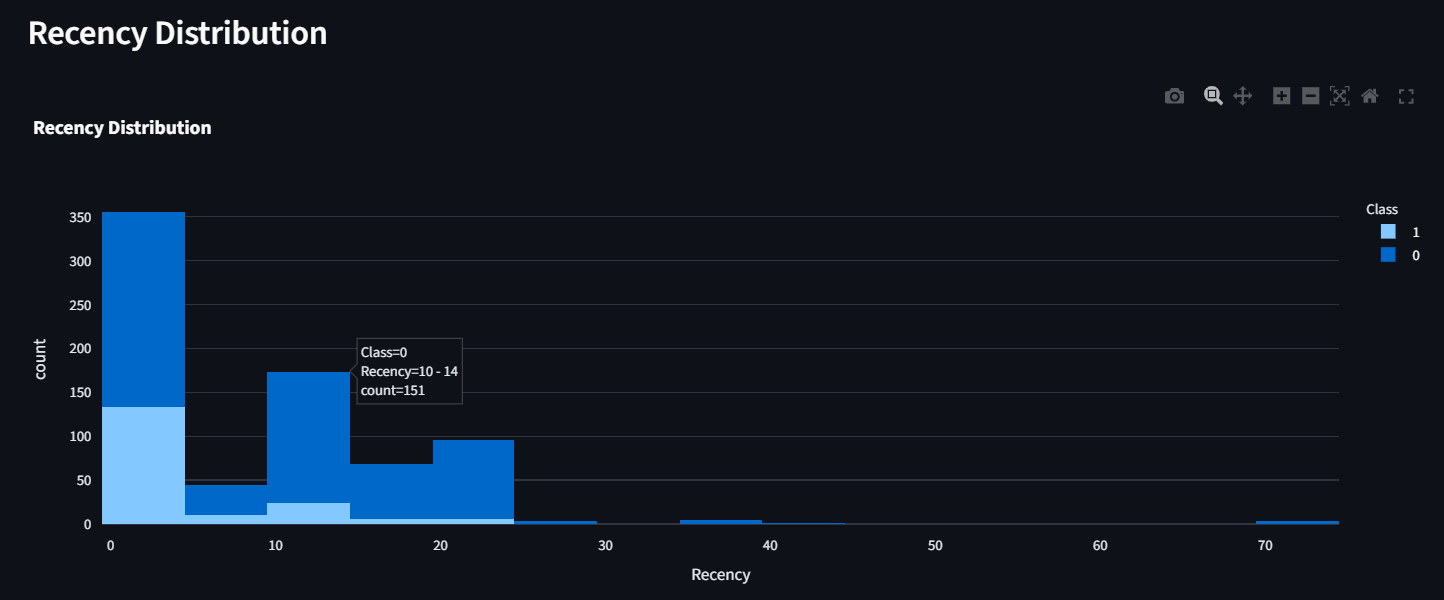 Recency Distribution
Recency Distribution
Class
1
0
350
300
250
200
150
100
50
0
count
Class=0
Recency=10 - 14
count=151
0 10 20 30 40 50 60 70
Recency